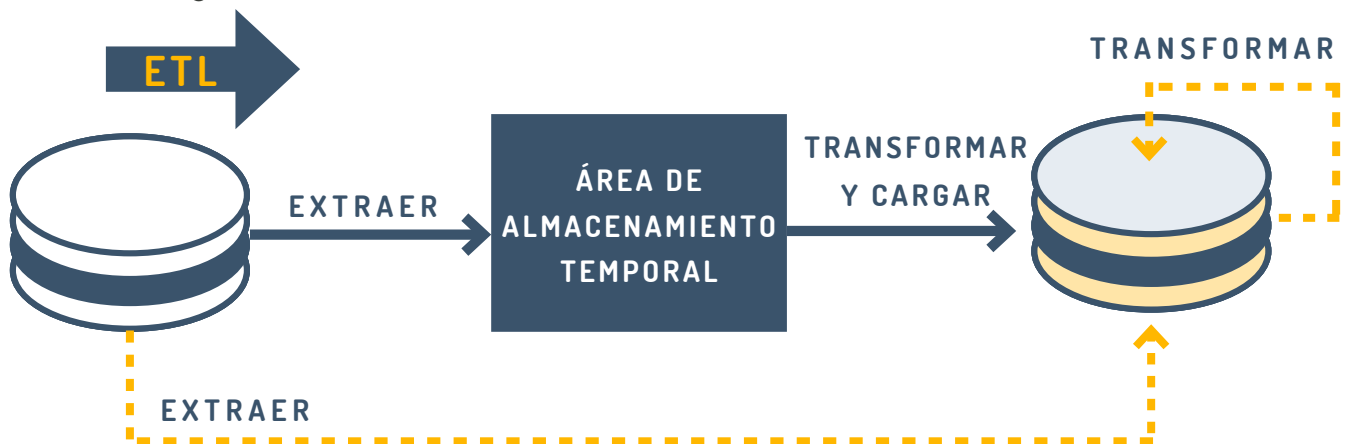 ETL
TRANSFORMAR
EXTRAER
ÁREA DE
ALMACENAMIENTO
TEMPORAL
TRANSFORMAR
Y CARGAR
EXTRAER